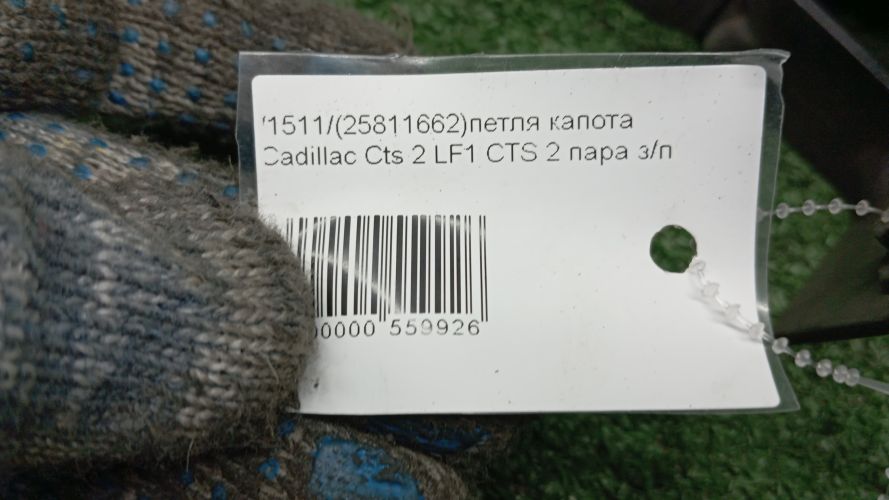 1511/(25811662)петля капота
Cadillac Cts 2 LF1 CTS 2 пара з/п
00000 559926